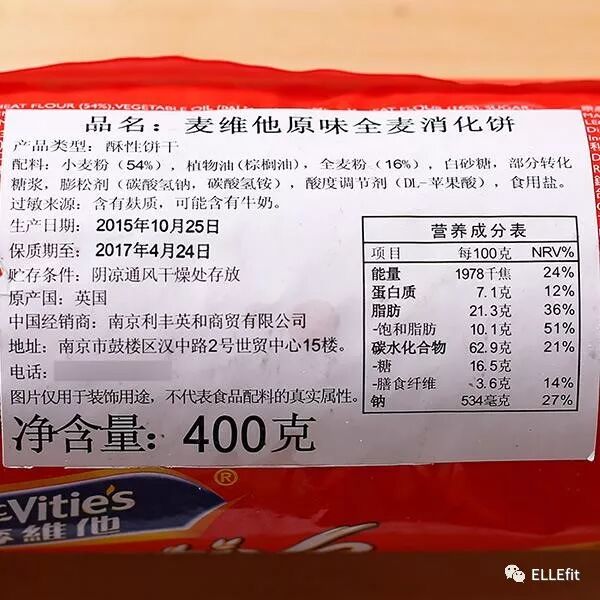 EAT FLOUR (54%), VEGETABLE OIL (PAL
FLOUR (16%), SUGAR,
品名：麦维他原味全麦消化饼
产品类型：酥性饼干
配料：小麦粉（54%），植物油(棕榈油)，全麦粉（16%），白砂糖，部分转化
糖浆，膨松剂（碳酸氢钠，碳酸氢铵），酸度调节剂（DL-苹果酸），食用盐。
过敏来源：含有麸质，可能含有牛奶。
生产日期：2015年10月25日
保质期至：2017年4月24日
贮存条件：阴凉通风干燥处存放
原产国：英国
中国经销商：南京利丰英和商贸有限公司
地址：南京市鼓楼区汉中路2号世贸中心15楼。
电话：
图片仅用于装饰用途，不代表食品配料的真实属性。
净含量：400克
营养成分表
项目 每100克 NRV%
能量 1978千焦 24%
蛋白质 7.1克 12%
脂肪 21.3克 36%
-饱和脂肪 10.1克 51%
碳水化合物 62.9克 21%
-糖 16.5克
-膳食纤维 3.6克 14%
钠 534毫克 27%
cVitie's
®
維他
ELLEfit